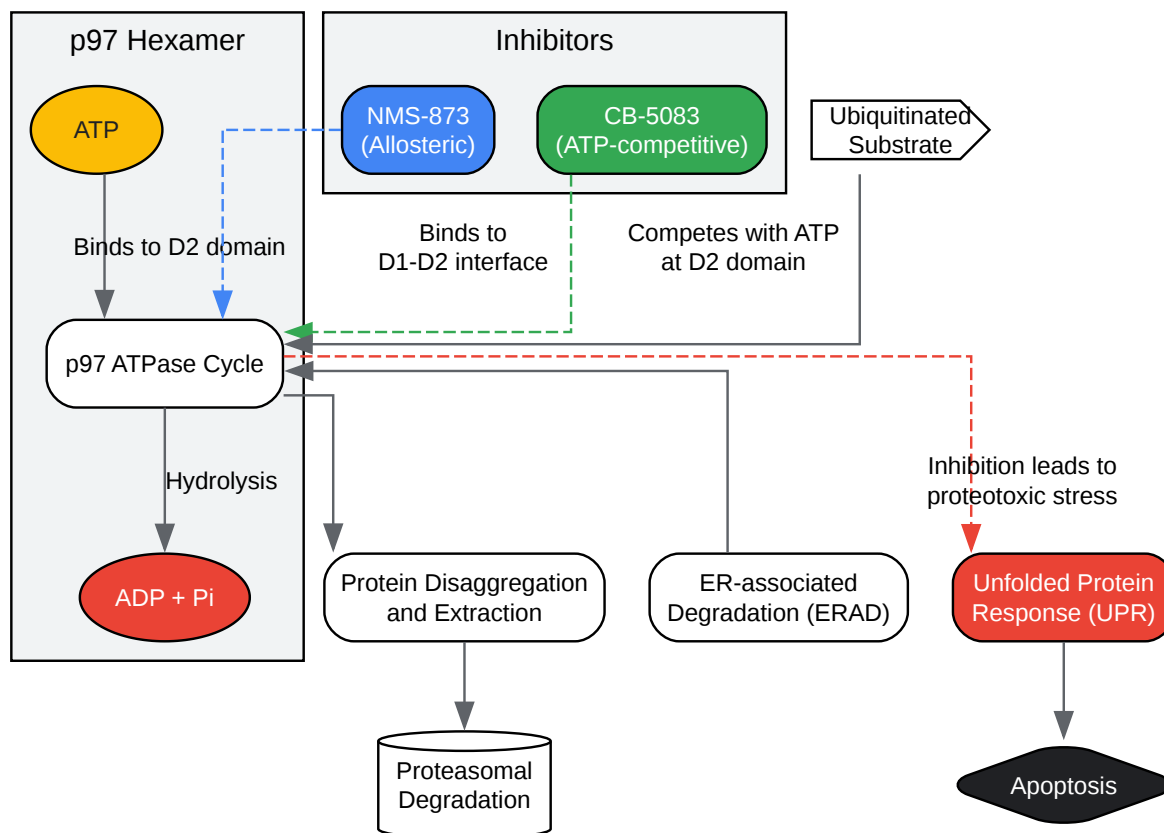 p97 Hexamer
Inhibitors
ATP
NMS-873
(Allosteric)
CB-5083
(ATP-competitive)
Ubiquitinated
Substrate
Binds to D2 domain
Binds to
D1-D2 interface
Competes with ATP
at D2 domain
p97 ATPase Cycle
Hydrolysis
Inhibition leads to
proteotoxic stress
ADP + Pi
Protein Disaggregation
and Extraction
ER-associated
Degradation (ERAD)
Unfolded Protein
Response (UPR)
Proteasomal
Degradation
Apoptosis